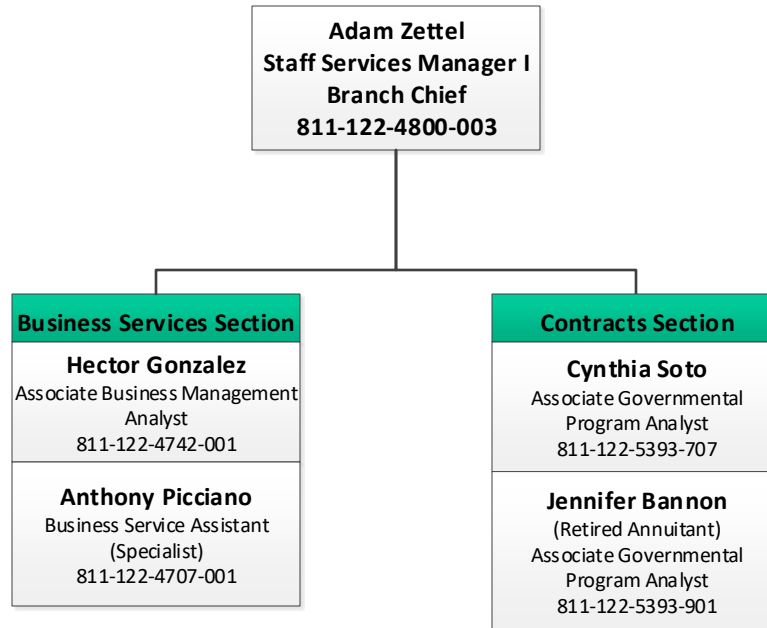 Adam Zettel
Staff Services Manager I
Branch Chief
811-122-4800-003
Business Services Section
Hector Gonzalez
Associate Business Management
Analyst
811-122-4742-001
Anthony Picciano
Business Service Assistant
(Specialist)
811-122-4707-001
Contracts Section
Cynthia Soto
Associate Governmental
Program Analyst
811-122-5393-707
Jennifer Bannon
(Retired Annuitant)
Associate Governmental
Program Analyst
811-122-5393-901